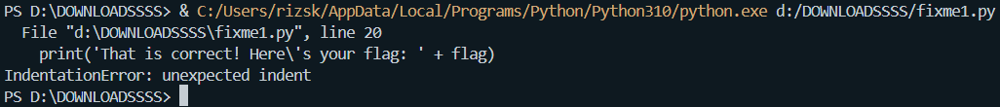 PS D:\DOWNLOADSSSS> & C:/Users/rizsk/AppData/Local/Programs/Python/Python310/python.exe d:/DOWNLOADSSSS/fixme1.py
  File "d:\DOWNLOADSSSS\fixme1.py", line 20
    print('That is correct! Here\'s your flag: ' + flag)
IndentationError: unexpected indent
PS D:\DOWNLOADSSSS>